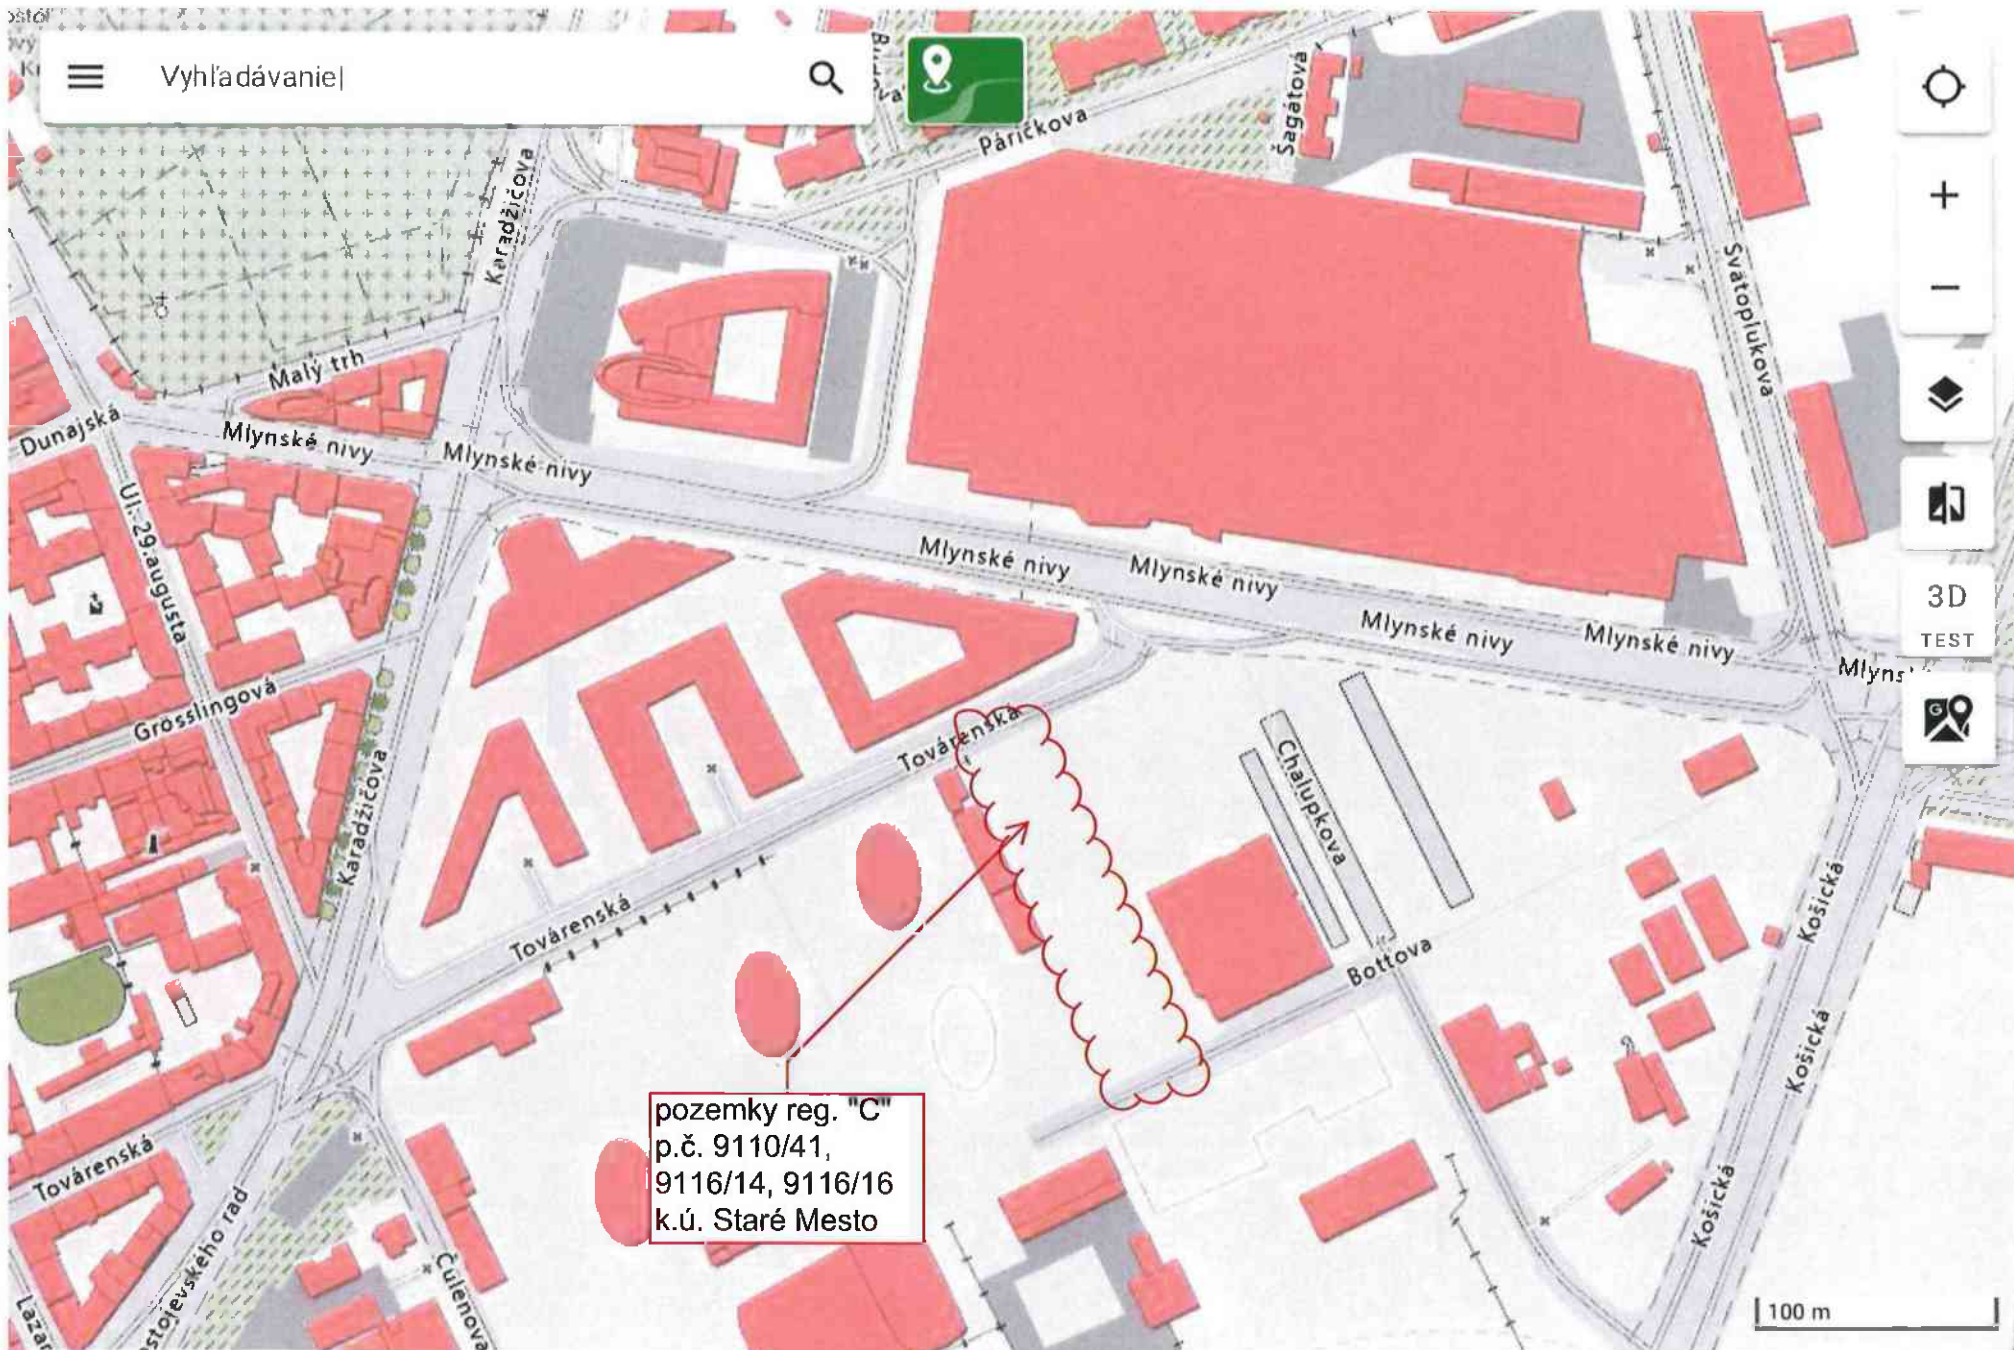 Vyhľadávanie
Páričkova
Šagátová
Karadžičova
Svätoplukova
Malý trh
Dunajská
Mlynské nivy
Mlynské nivy
Ul. 29.augusta
Mlynské nivy
Mlynské nivy
Mlynské nivy
Mlynské nivy
3D
TEST
Grösslingová
Továrenská
Chalupkova
Karadžičova
Továrenská
Bottova
Košická
Košická
pozemky reg. "C"
p.č. 9110/41,
9116/14, 9116/16
k.ú. Staré Mesto
Továrenská
Košická
Čulenova
100 m